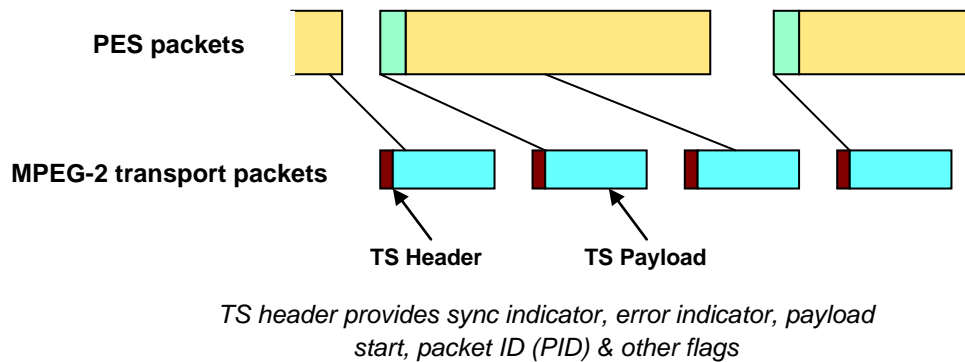 PES packets
MPEG-2 transport packets
TS Header
TS Payload
TS header provides sync indicator, error indicator, payload
start, packet ID (PID) & other flags